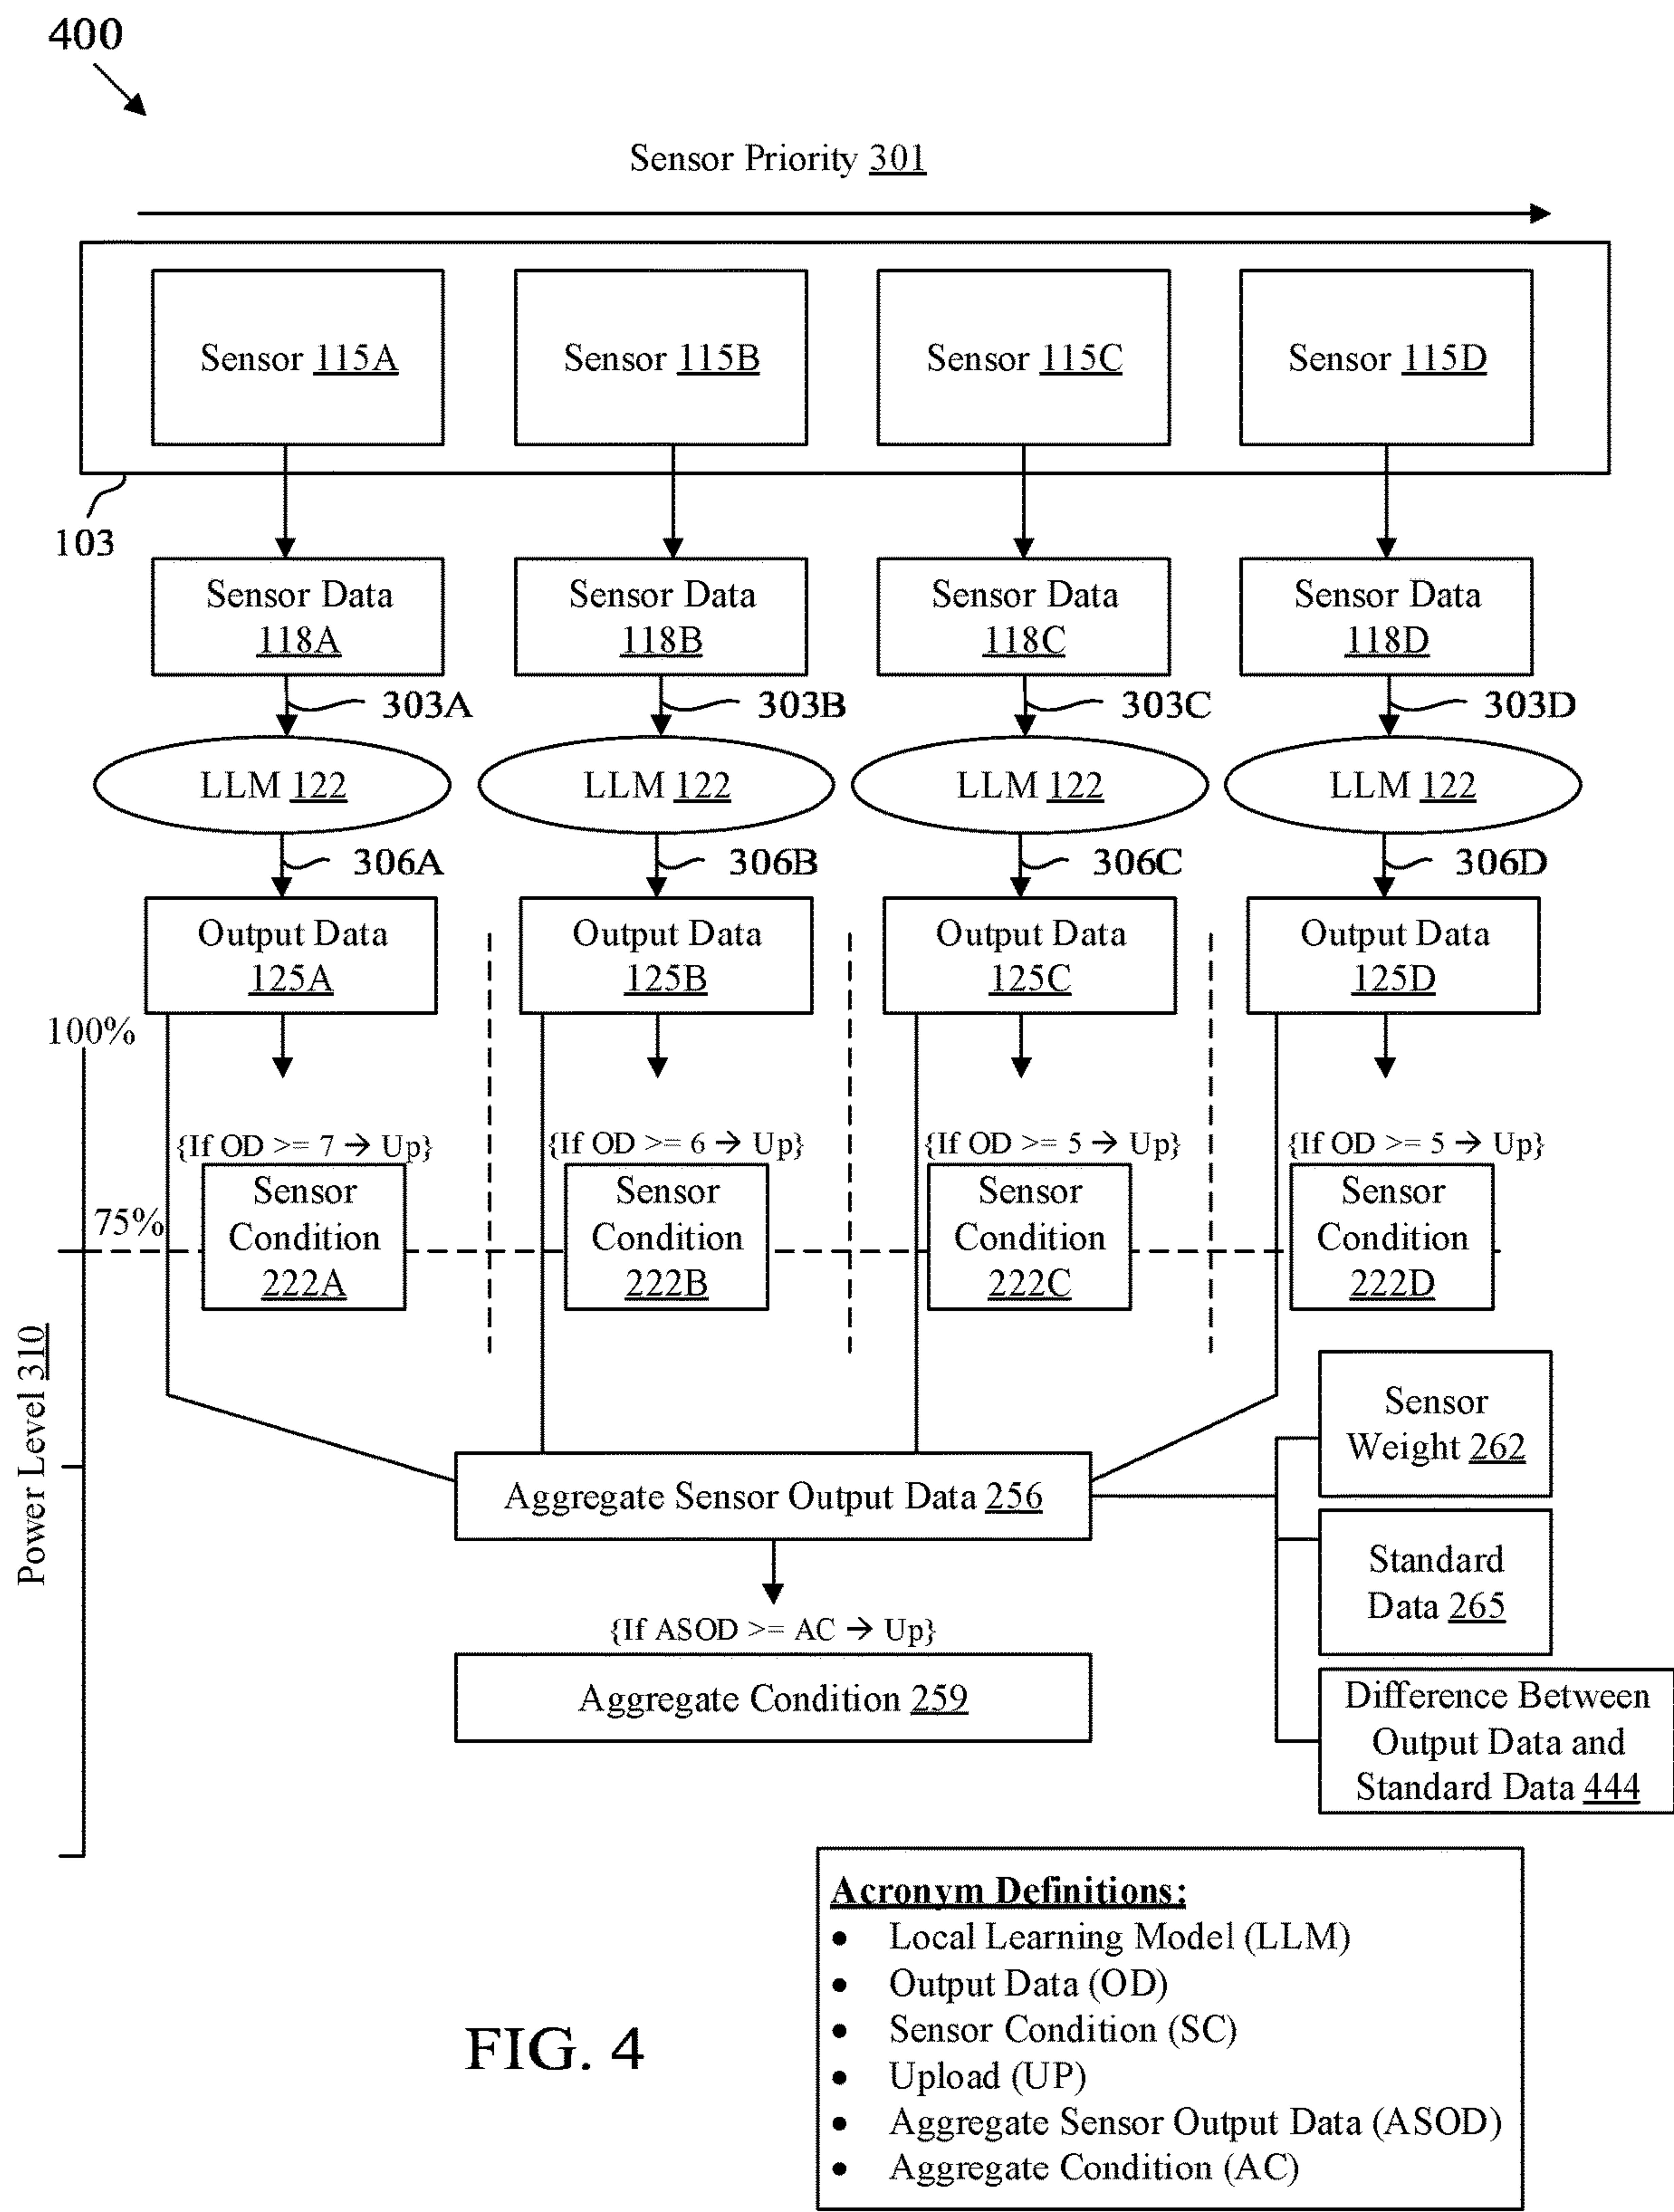 400
Sensor Priority 301
Sensor 115A
Sensor 115B
Sensor 115C
Sensor 115D
103
Sensor Data
118A
Sensor Data
118B
Sensor Data
118C
Sensor Data
118D
303A
303B
303C
303D
LLM 122
LLM 122
LLM 122
LLM 122
306A
306B
306C
306D
Output Data
125A
Output Data
125B
Output Data
125C
Output Data
125D
100%
{If OD >= 7 → Up}
{If OD >= 6 → Up}
{If OD >= 5 → Up}
{If OD >= 5 → Up}
75%
Sensor
Condition
222A
Sensor
Condition
222B
Sensor
Condition
222C
Sensor
Condition
222D
Power Level 310
Sensor
Weight 262
Aggregate Sensor Output Data 256
Standard
Data 265
{If ASOD >= AC → Up}
Aggregate Condition 259
Difference Between
Output Data and
Standard Data 444
Acronym Definitions:
• Local Learning Model (LLM)
• Output Data (OD)
• Sensor Condition (SC)
• Upload (UP)
• Aggregate Sensor Output Data (ASOD)
• Aggregate Condition (AC)
FIG. 4